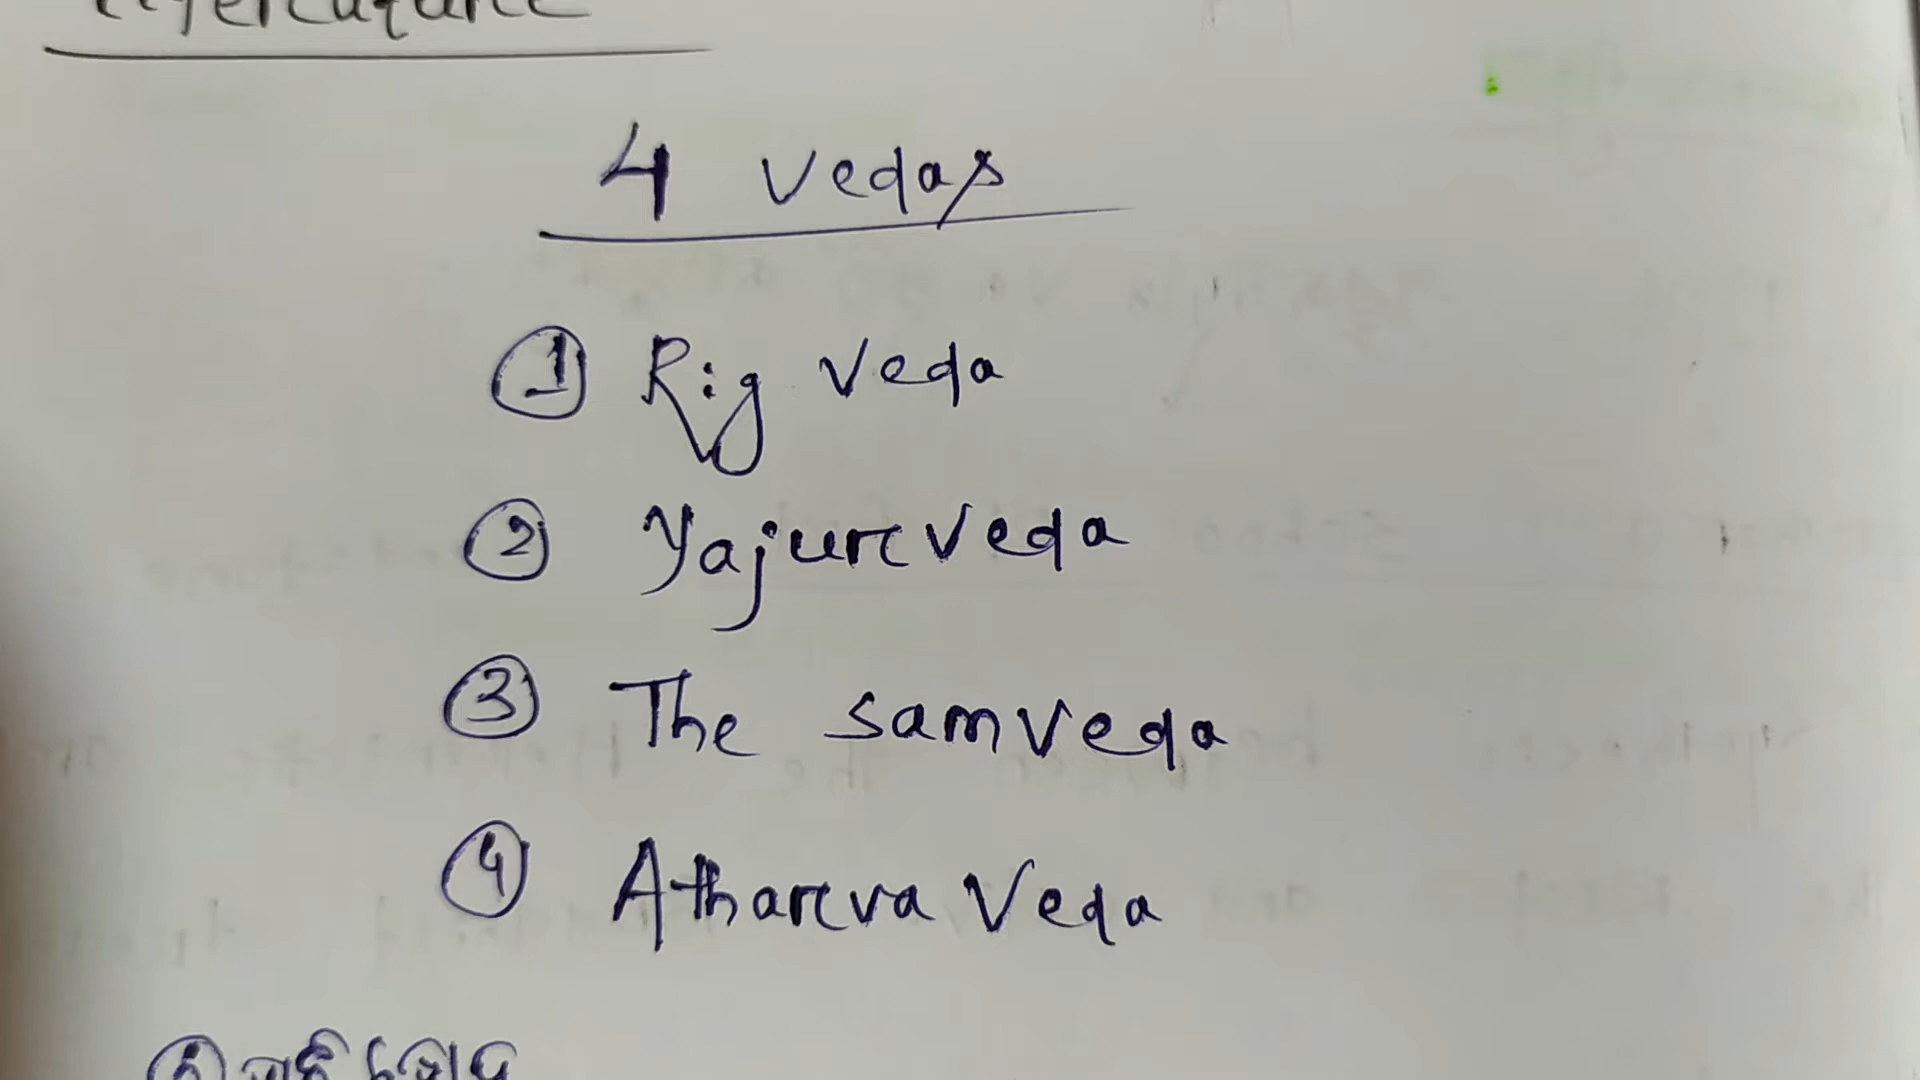 4 Vedas
① Rig Veda
② Yajurveda
③ The samveda
④ Atharva Veda